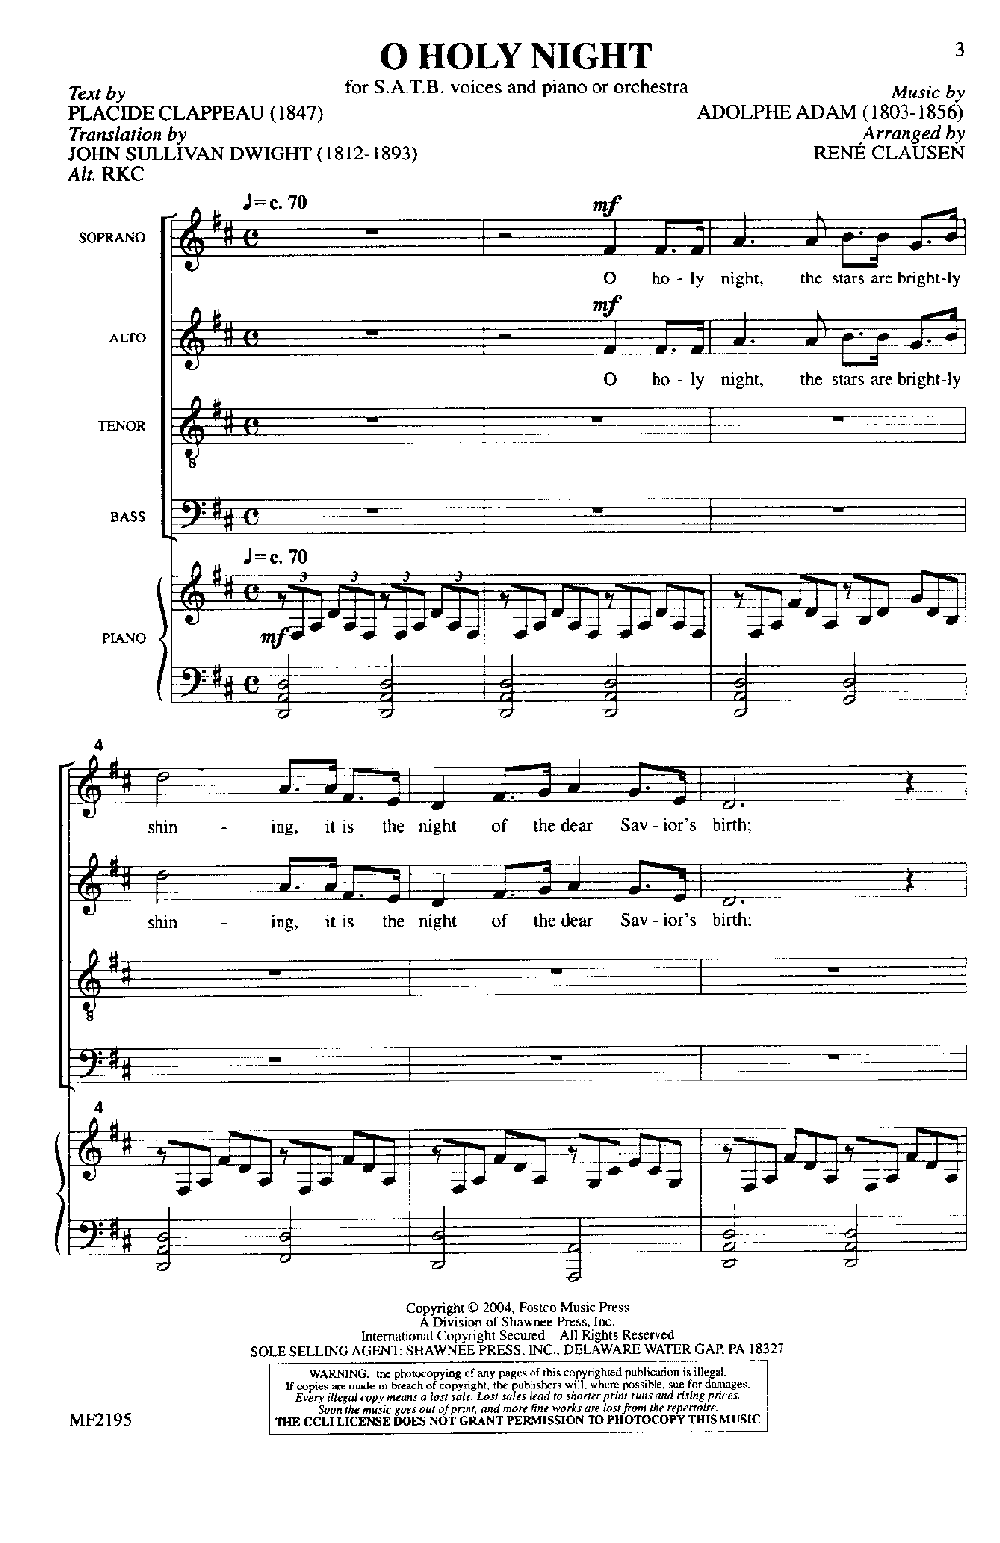 O HOLY NIGHT
3
for S.A.T.B. voices and piano or orchestra
Text by
PLACIDE CLAPPEAU (1847)
Translation by
JOHN SULLIVAN DWIGHT (1812-1893)
Alt. RKC
Music by
ADOLPHE ADAM (1803-1856)
Arranged by
RENÉ CLAUSEN
♩= c. 70
mf
SOPRANO
O ho - ly night, the stars are bright-ly
mf
ALTO
O ho - ly night, the stars are bright-ly
TENOR
8
BASS
♩= c. 70
3 3 3 3
PIANO
mf
4
shin - ing, it is the night of the dear Sav - ior's birth;
shin - ing, it is the night of the dear Sav - ior's birth;
8
4
Copyright © 2004, Fostco Music Press
A Division of Shawnee Press, Inc.
International Copyright Secured All Rights Reserved
SOLE SELLING AGENT: SHAWNEE PRESS, INC., DELAWARE WATER GAP, PA 18327
WARNING: the photocopying of any pages of this copyrighted publication is illegal.
If copies are made in breach of copyright, the publishers will, where possible, sue for damages.
Every illegal copy means a lost sale. Lost sales lead to shorter print runs and rising prices.
Soon the music goes out of print, and more fine works are lost from the repertoire.
THE CCLI LICENSE DOES NOT GRANT PERMISSION TO PHOTOCOPY THIS MUSIC
MF2195